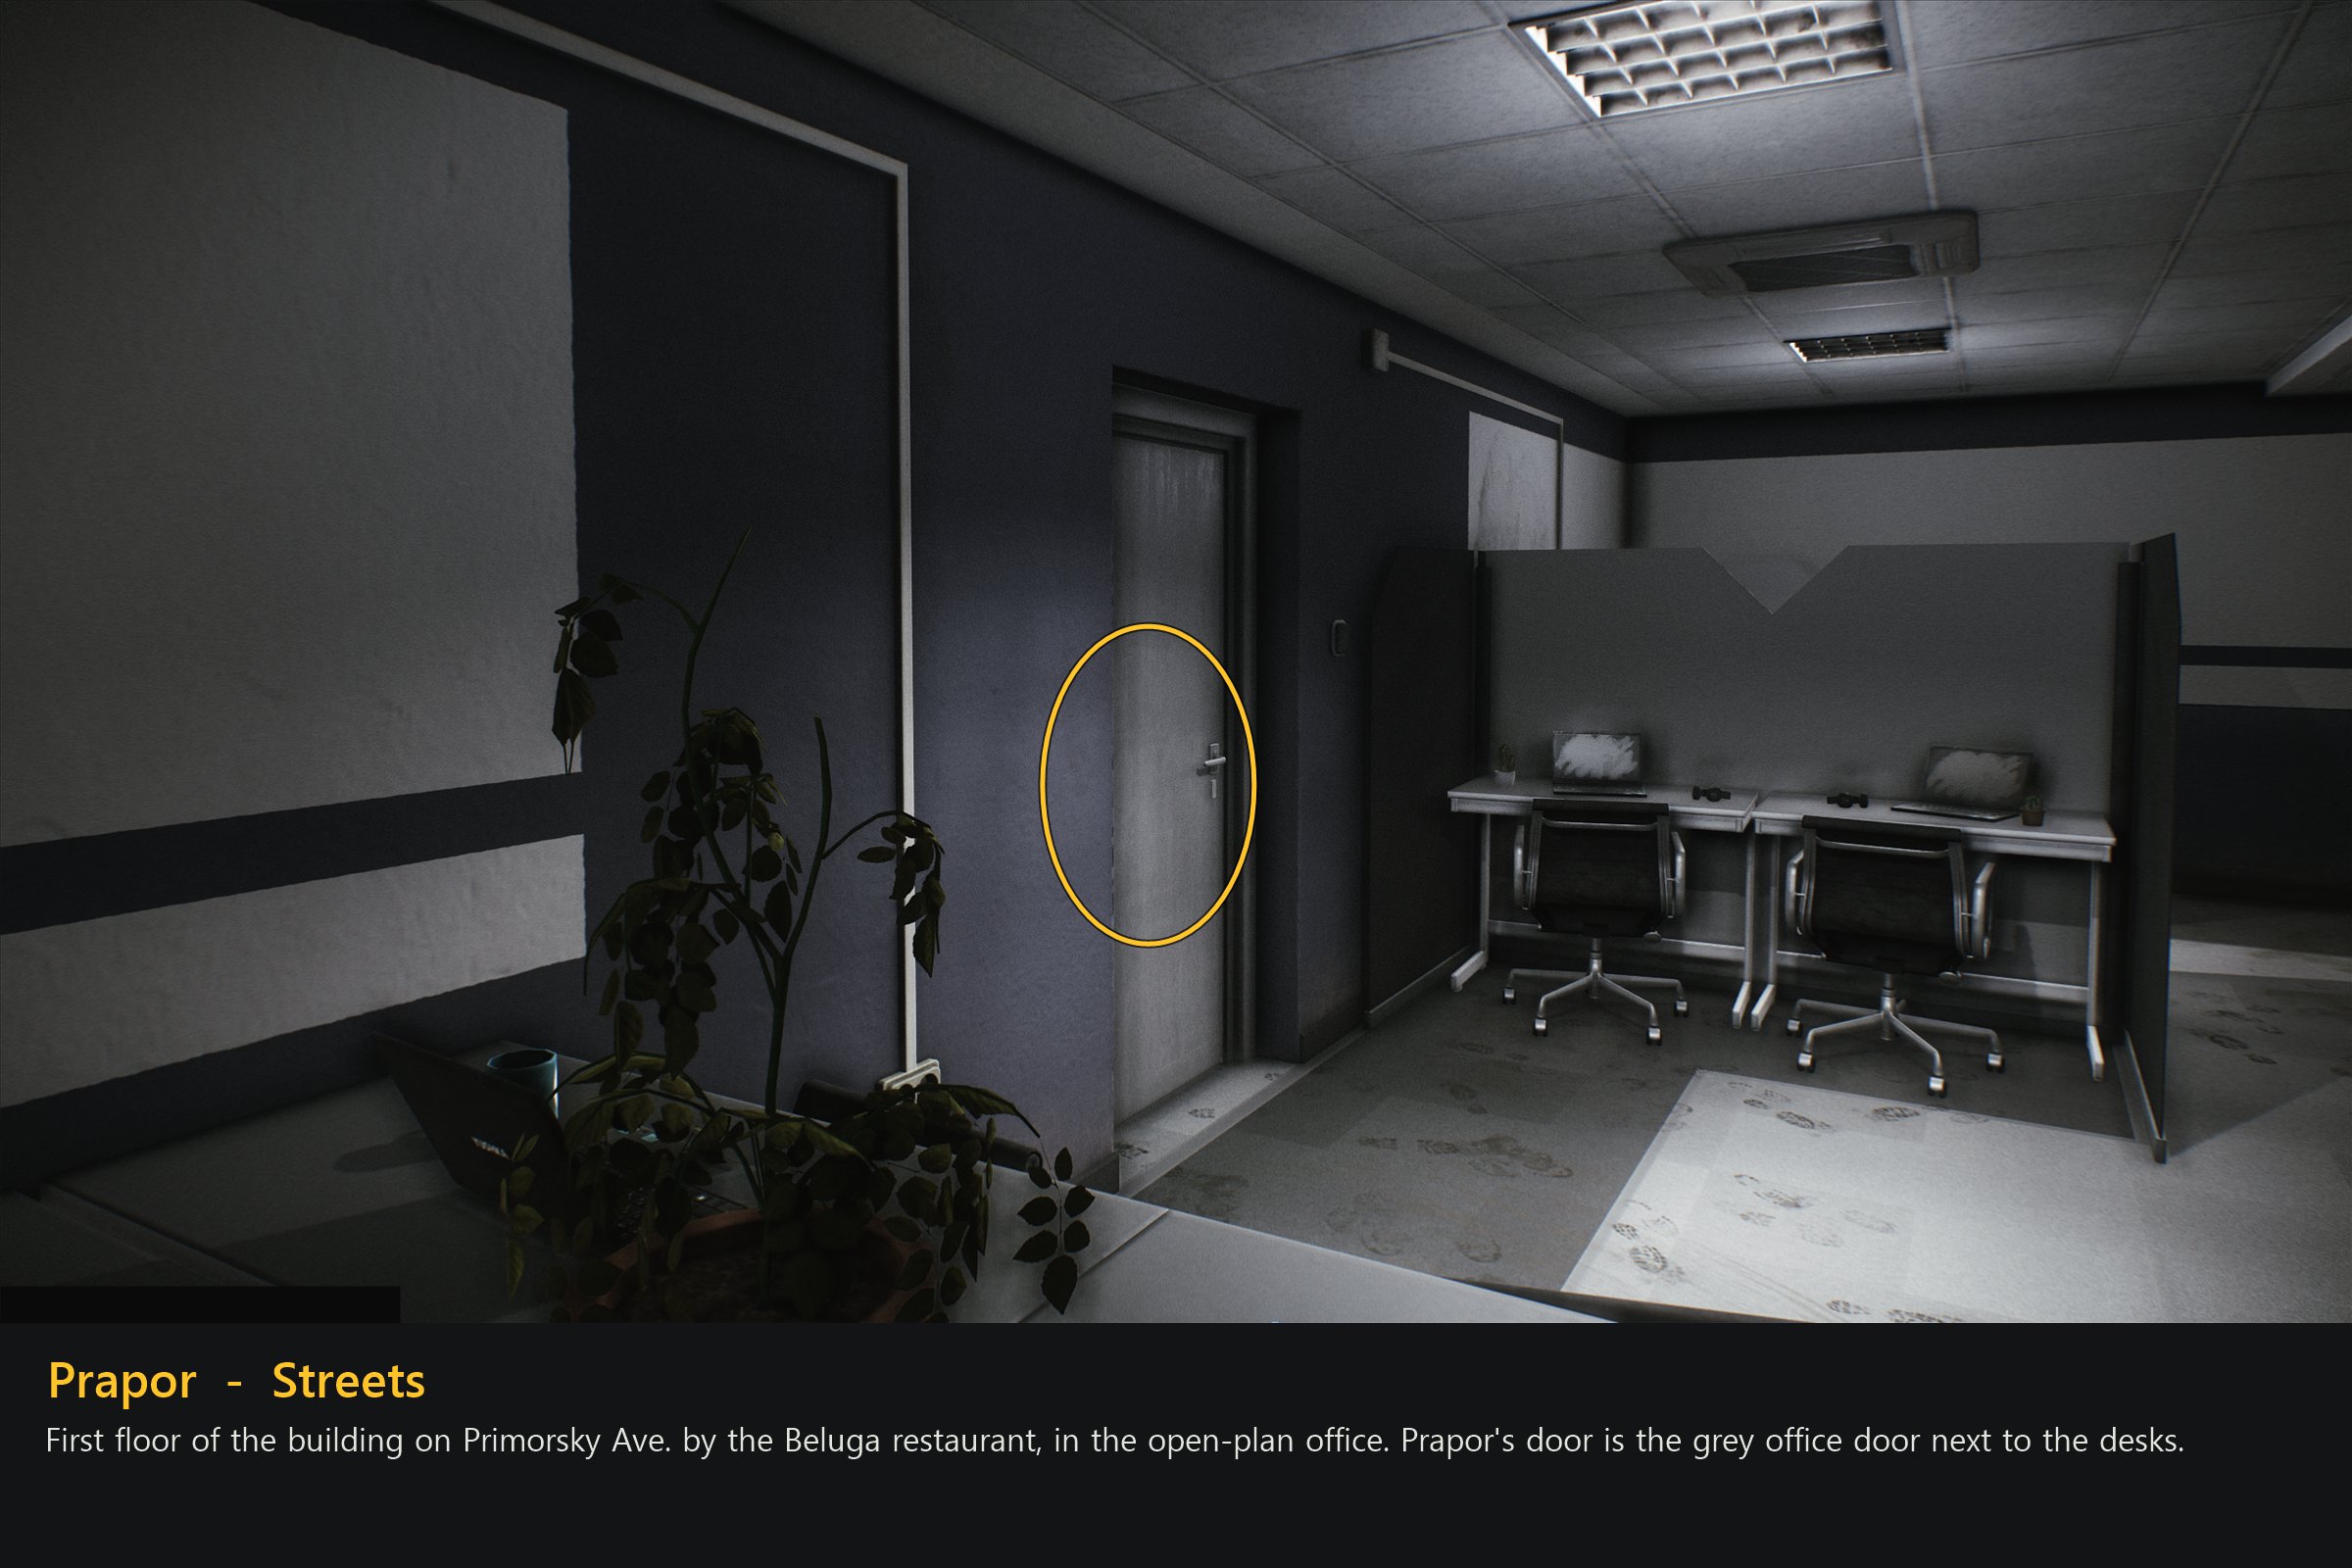 Prapor - Streets
First floor of the building on Primorsky Ave. by the Beluga restaurant, in the open-plan office. Prapor's door is the grey office door next to the desks.